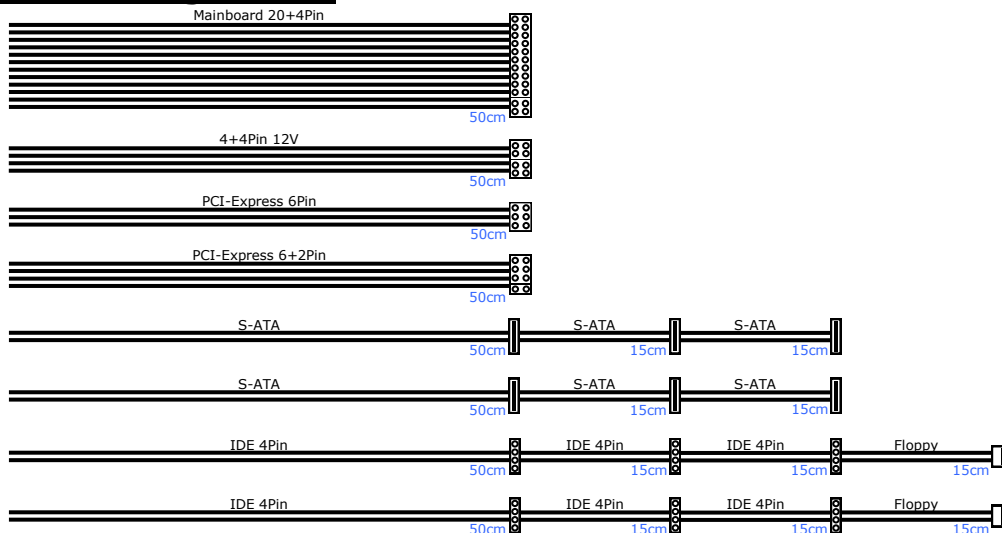 Mainboard 20+4Pin
50cm
4+4Pin 12V
50cm
PCI-Express 6Pin
50cm
PCI-Express 6+2Pin
50cm
S-ATA S-ATA S-ATA
50cm 15cm 15cm
S-ATA S-ATA S-ATA
50cm 15cm 15cm
IDE 4Pin IDE 4Pin IDE 4Pin Floppy
50cm 15cm 15cm 15cm
IDE 4Pin IDE 4Pin IDE 4Pin Floppy
50cm 15cm 15cm 15cm